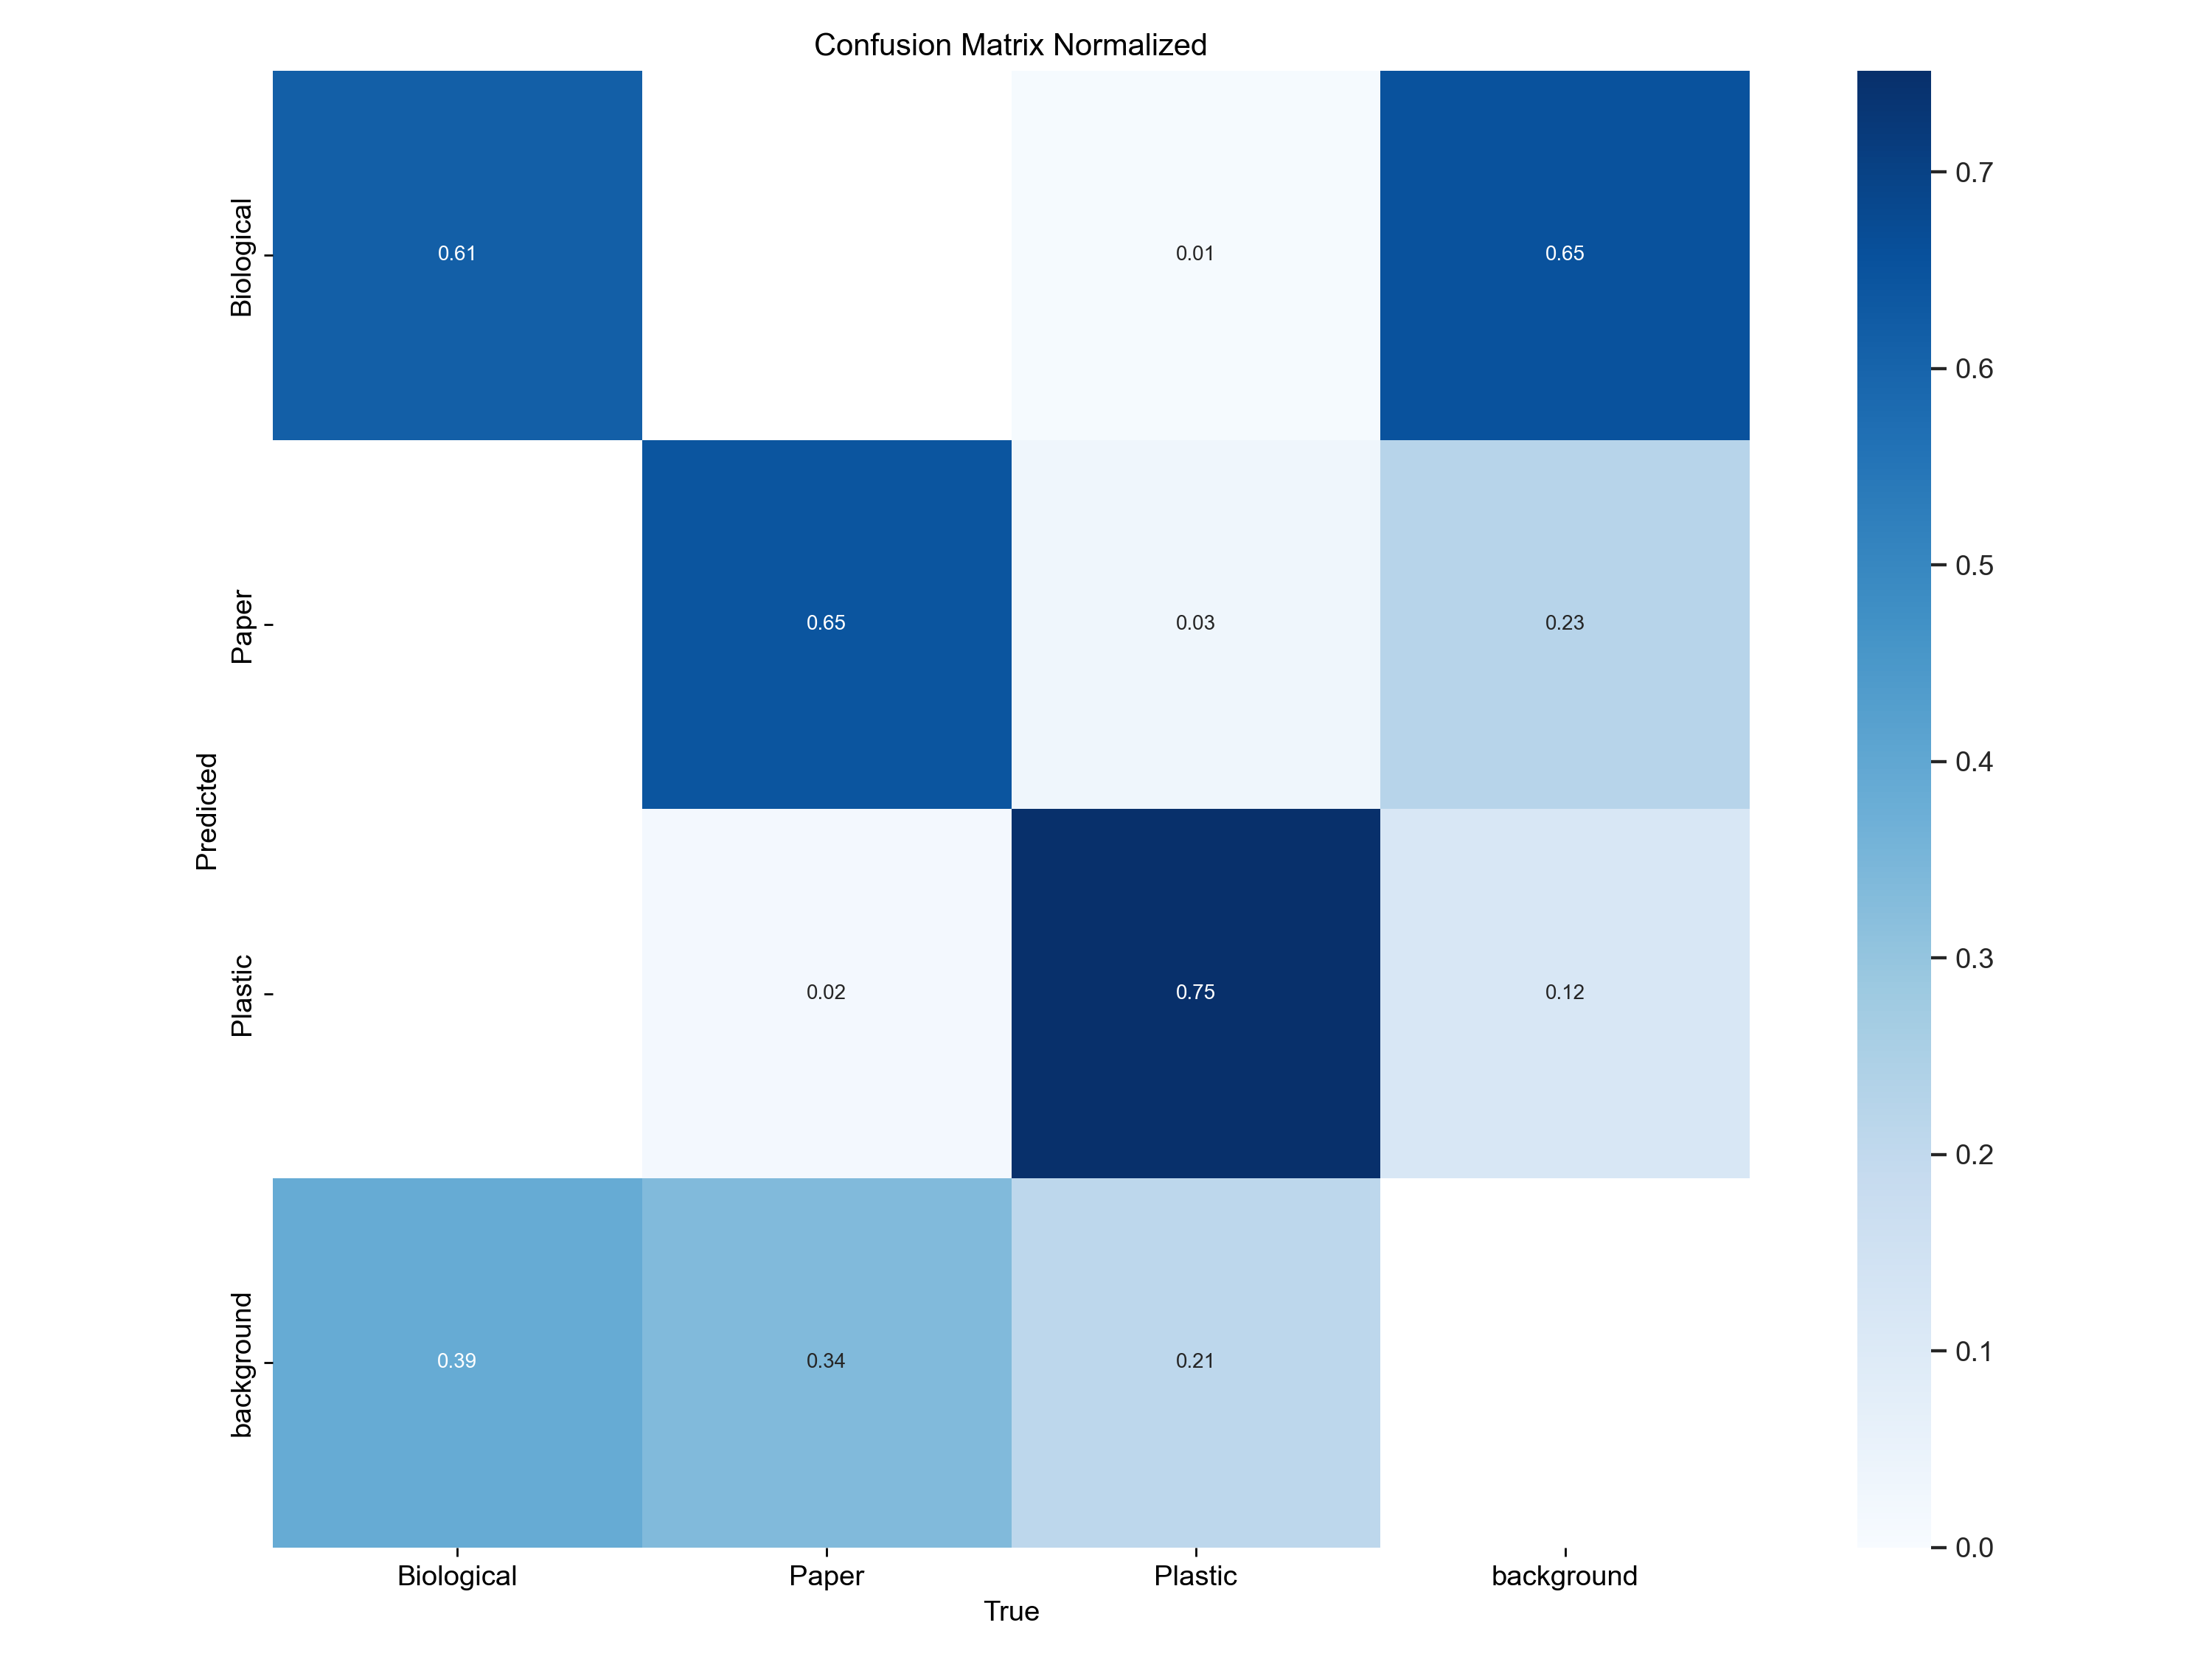 Confusion Matrix Normalized
Biological
0.61
0.01
0.65
Paper
0.65
0.03
0.23
Plastic
0.02
0.75
0.12
background
0.39
0.34
0.21
Predicted
Biological
Paper
Plastic
background
True
0.7
0.6
0.5
0.4
0.3
0.2
0.1
0.0